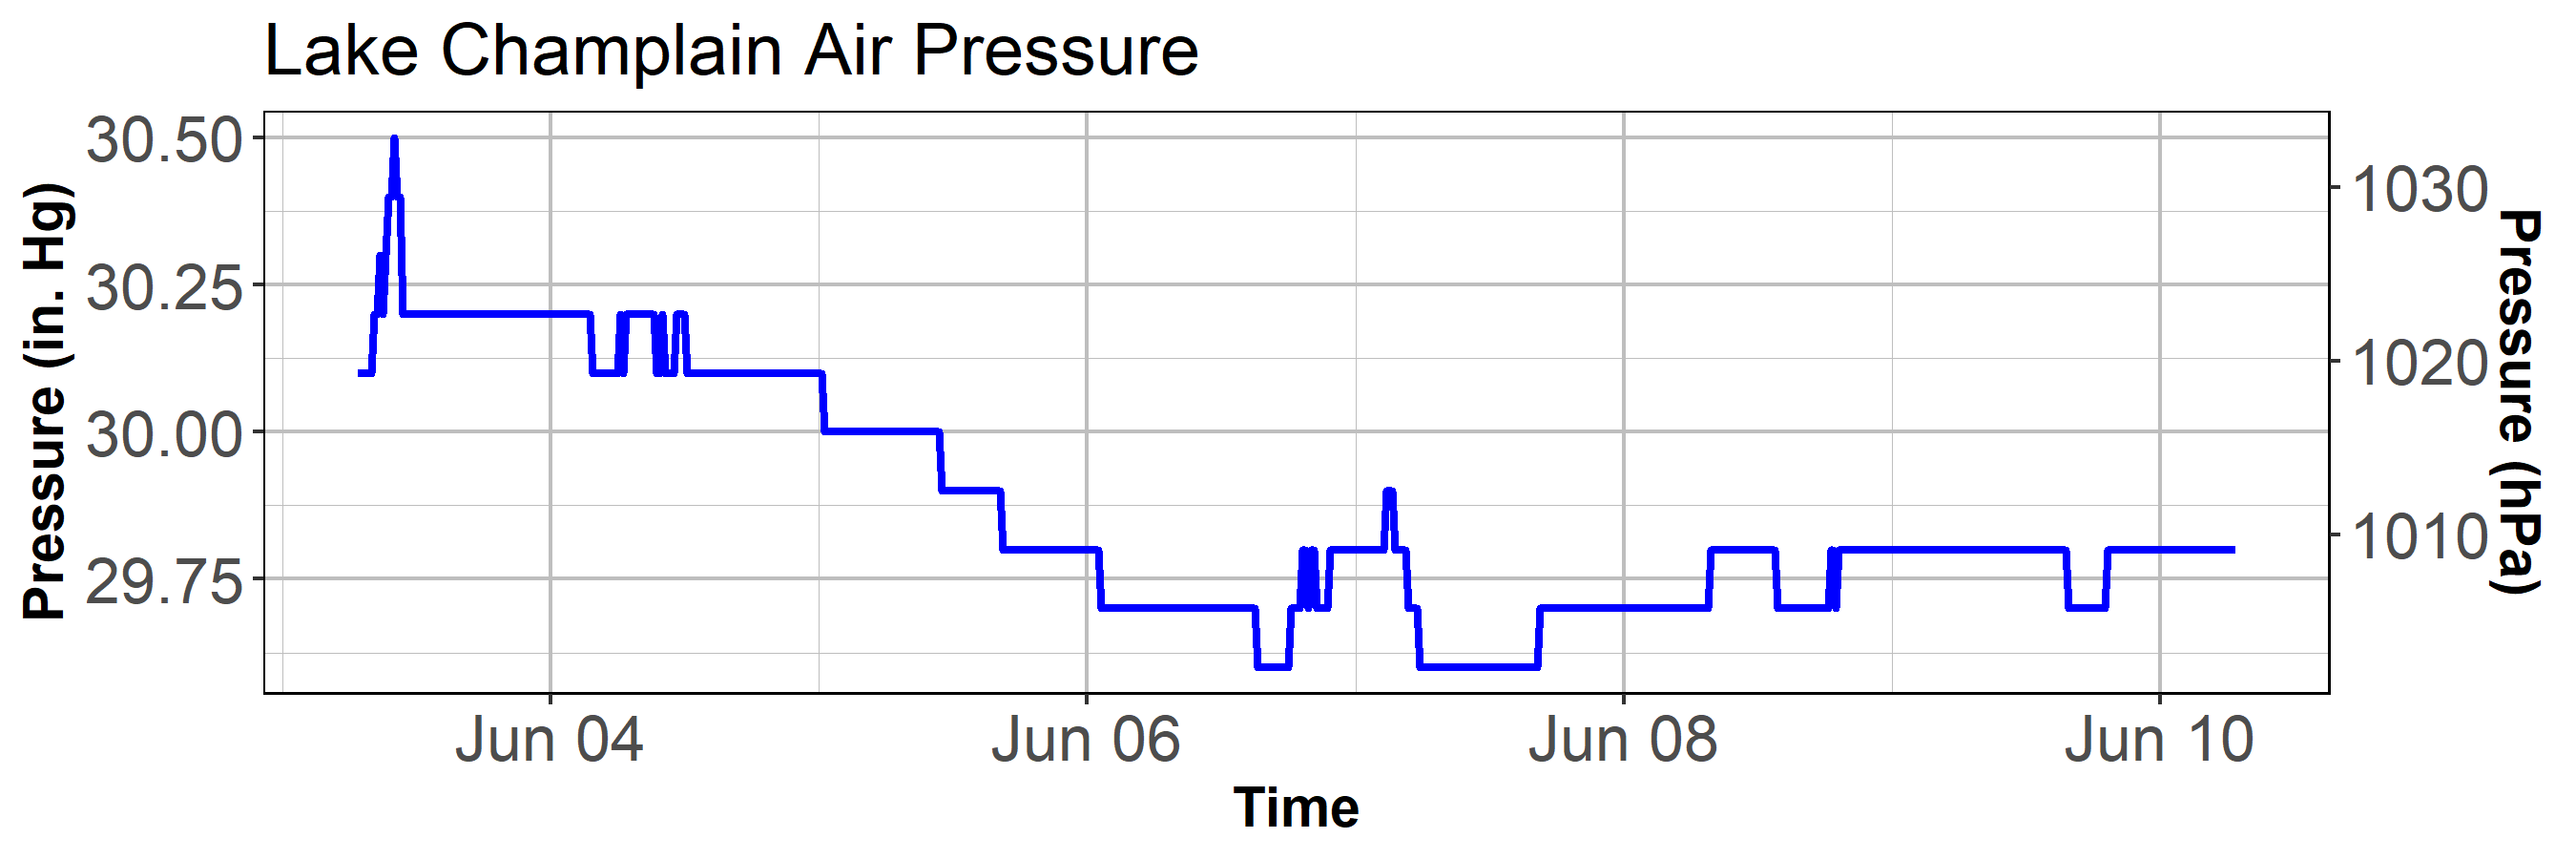 Lake Champlain Air Pressure
Pressure (in. Hg)
30.50
30.25
30.00
29.75
1030
1020
1010
Pressure (hPa)
Jun 04 Jun 06 Jun 08 Jun 10
Time